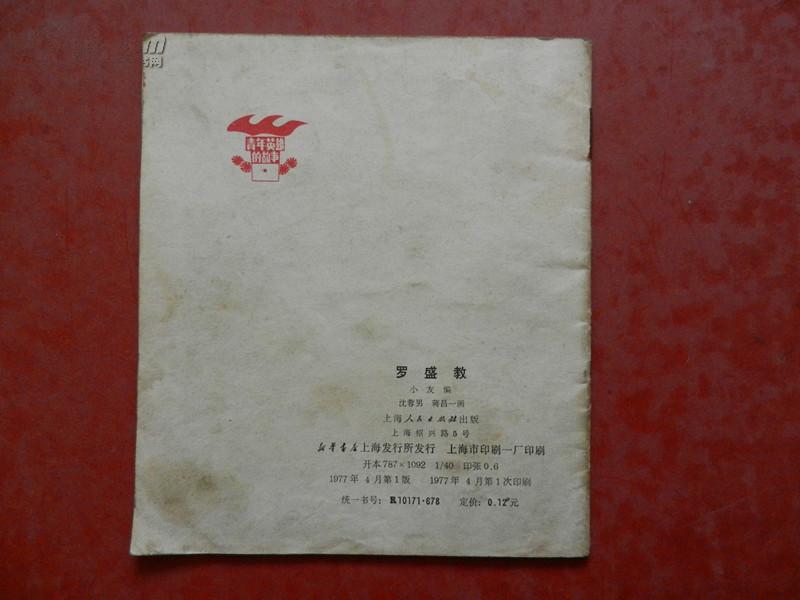 网
青年英雄
的故事
罗盛教
小友编
沈蓉男 蒋昌一画
上海人民出版社出版
上海绍兴路5号
新华书店上海发行所发行 上海市印刷一厂印刷
开本787×1092 1/40 印张0.6
1977年4月第1版 1977年4月第1次印刷
统一书号:R10171·678 定价:0.12元